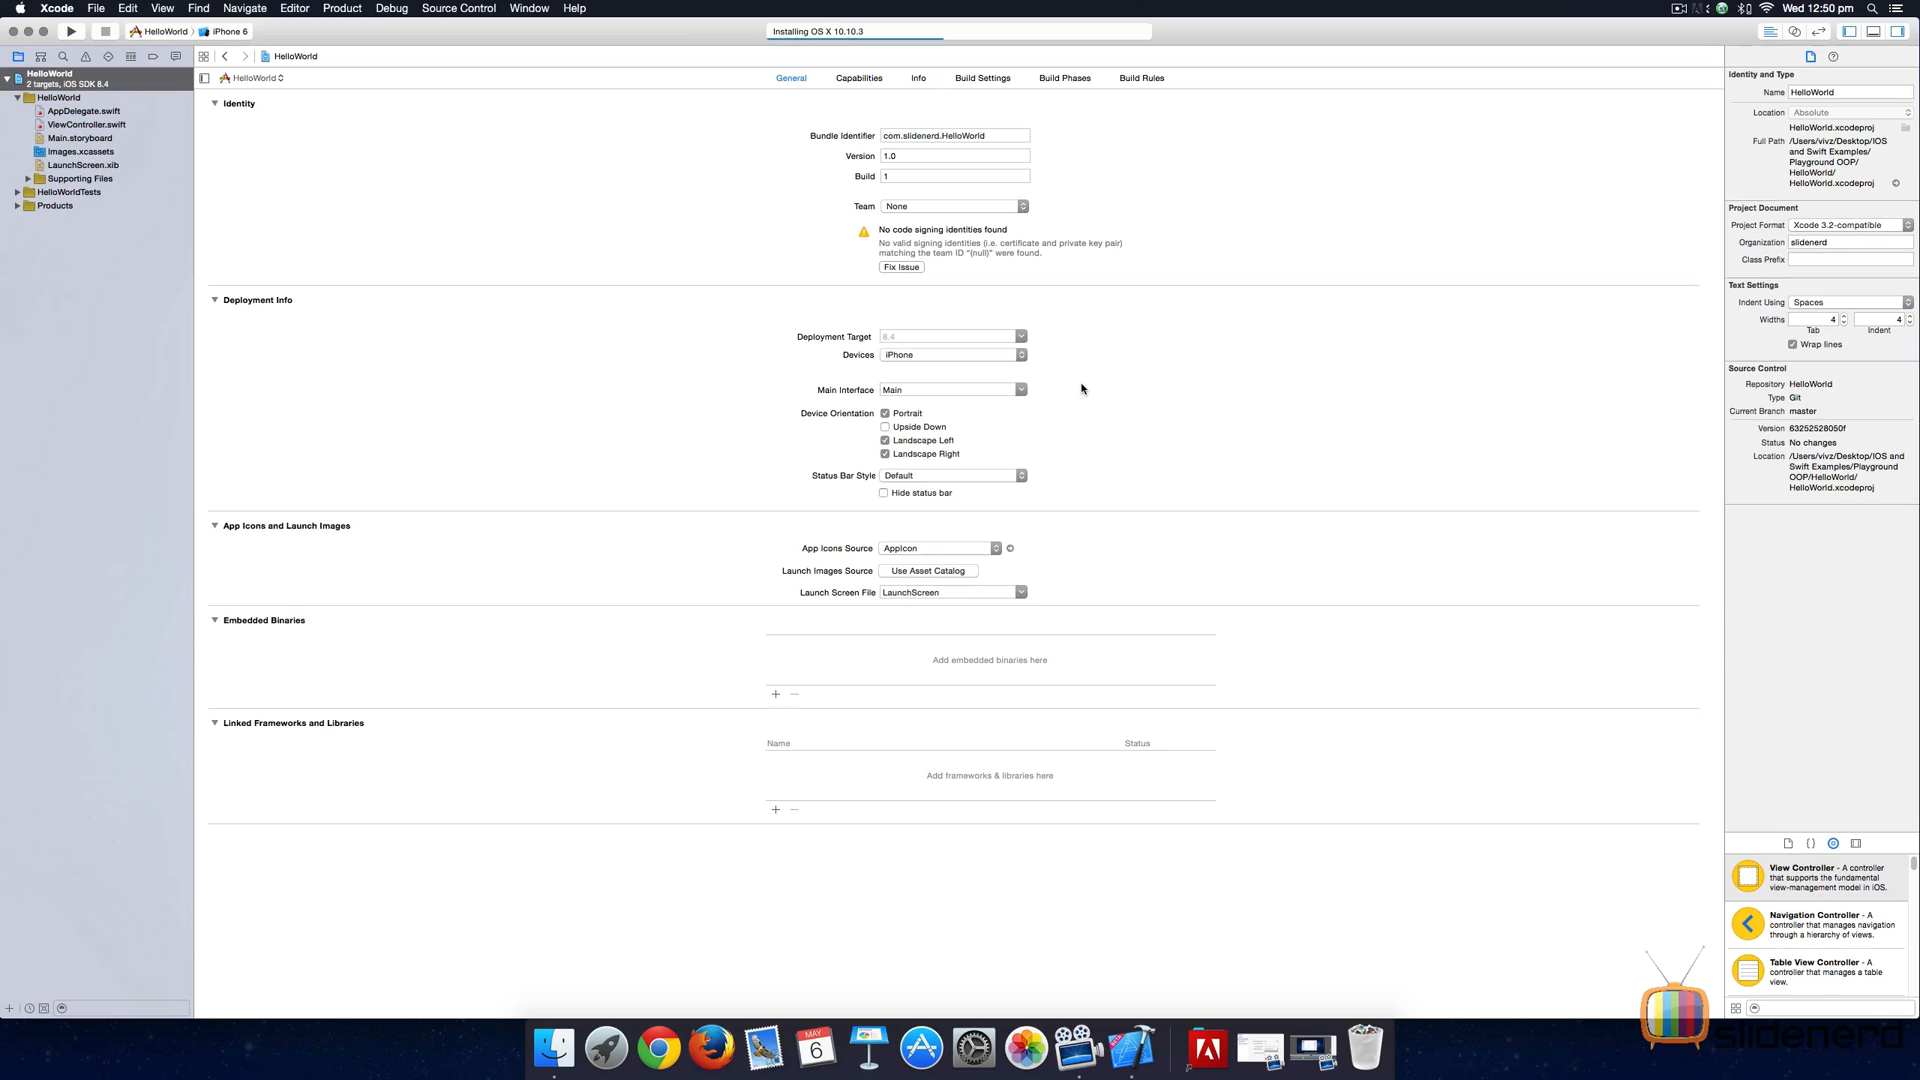 Xcode File Edit View Find Navigate Editor Product Debug Source Control Window Help
Wed 12:50 pm
HelloWorld iPhone 6
Installing OS X 10.10.3
HelloWorld
2 targets, iOS SDK 8.4
HelloWorld
AppDelegate.swift
ViewController.swift
Main.storyboard
Images.xcassets
LaunchScreen.xib
Supporting Files
HelloWorldTests
Products
HelloWorld
HelloWorld
General Capabilities Info Build Settings Build Phases Build Rules
Identity
Bundle Identifier com.slidenerd.HelloWorld
Version 1.0
Build 1
Team None
No code signing identities found
No valid signing identities (i.e. certificate and private key pair)
matching the team ID "(null)" were found.
Fix Issue
Deployment Info
Deployment Target 8.4
Devices iPhone
Main Interface Main
Device Orientation Portrait
Upside Down
Landscape Left
Landscape Right
Status Bar Style Default
Hide status bar
App Icons and Launch Images
App Icons Source AppIcon
Launch Images Source Use Asset Catalog
Launch Screen File LaunchScreen
Embedded Binaries
Add embedded binaries here
Linked Frameworks and Libraries
Name Status
Add frameworks & libraries here
Identity and Type
Name HelloWorld
Location Absolute
HelloWorld.xcodeproj
Full Path /Users/vivz/Desktop/IOS
and Swift Examples/
Playground OOP/
HelloWorld/
HelloWorld.xcodeproj
Project Document
Project Format Xcode 3.2-compatible
Organization slidenerd
Class Prefix
Text Settings
Indent Using Spaces
Widths 4 4
Tab Indent
Wrap lines
Source Control
Repository HelloWorld
Type Git
Current Branch master
Version 63252528050f
Status No changes
Location /Users/vivz/Desktop/IOS and
Swift Examples/Playground
OOP/HelloWorld/
HelloWorld.xcodeproj
View Controller - A controller
that supports the fundamental
view-management model in iOS.
Navigation Controller - A
controller that manages navigation
through a hierarchy of views.
Table View Controller - A
controller that manages a table
view.
MAY
6
slidenerd